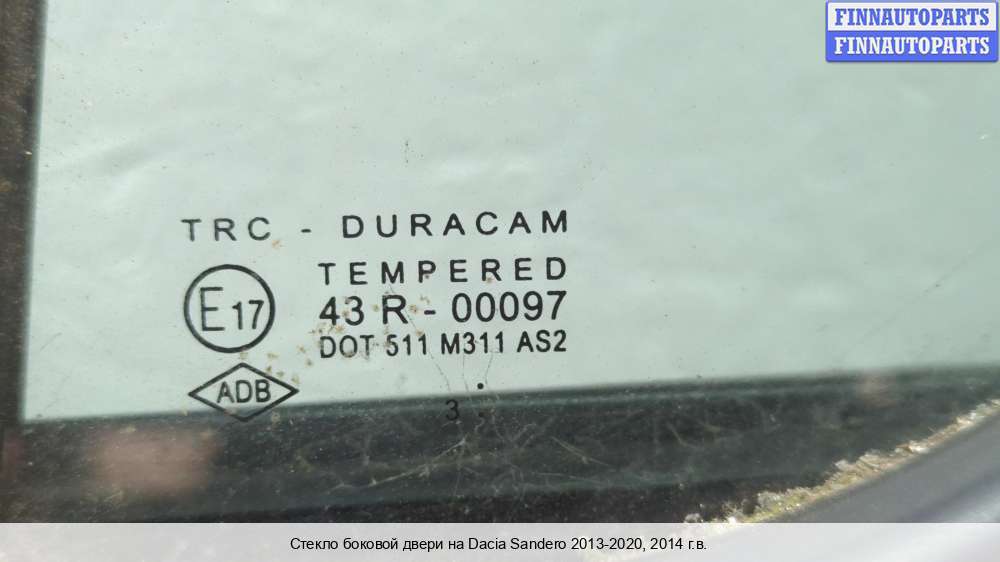 FINNAUTOPARTS
FINNAUTOPARTS
TRC - DURACAM
TEMPERED
E17
43 R - 00097
DOT 511 M311 AS2
ADB
3 :
Стекло боковой двери на Dacia Sandero 2013-2020, 2014 г.в.